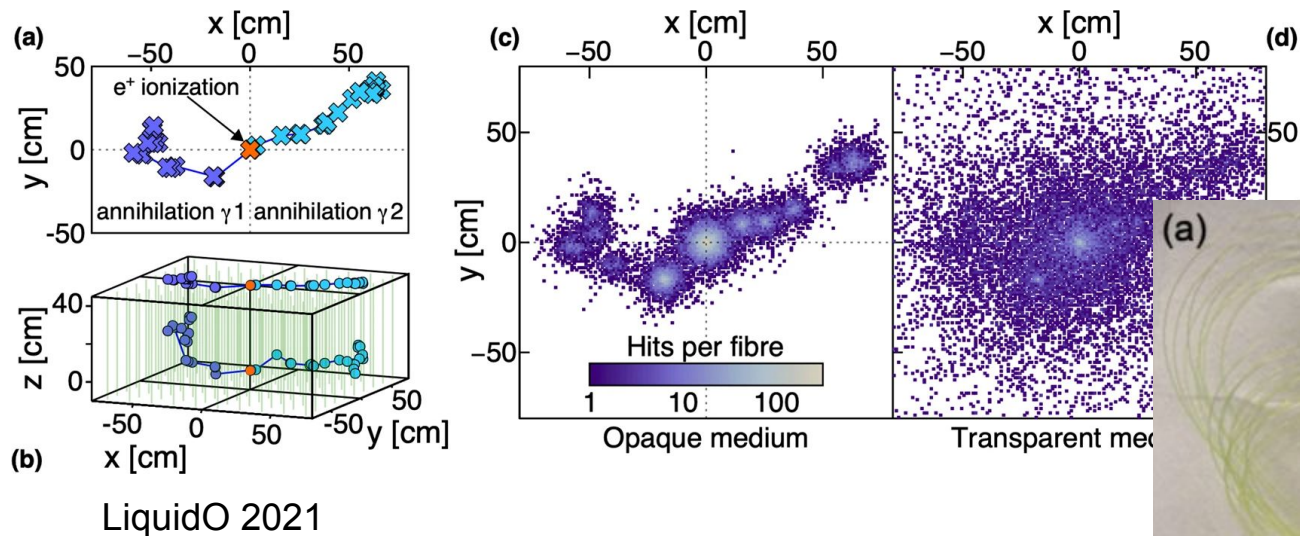 (a)
x [cm]
−50 0 50
50
0
-50
y [cm]
e⁺ ionization
annihilation γ1
annihilation γ2
z [cm]
40
0
-50
0
50
x [cm]
-50
50
y [cm]
(b)
LiquidO 2021
(c)
x [cm]
−50 0 50
y [cm]
50
0
−50
Hits per fibre
1 10 100
Opaque medium
x [cm]
−50 0 50
(d)
50
Transparent
(a)